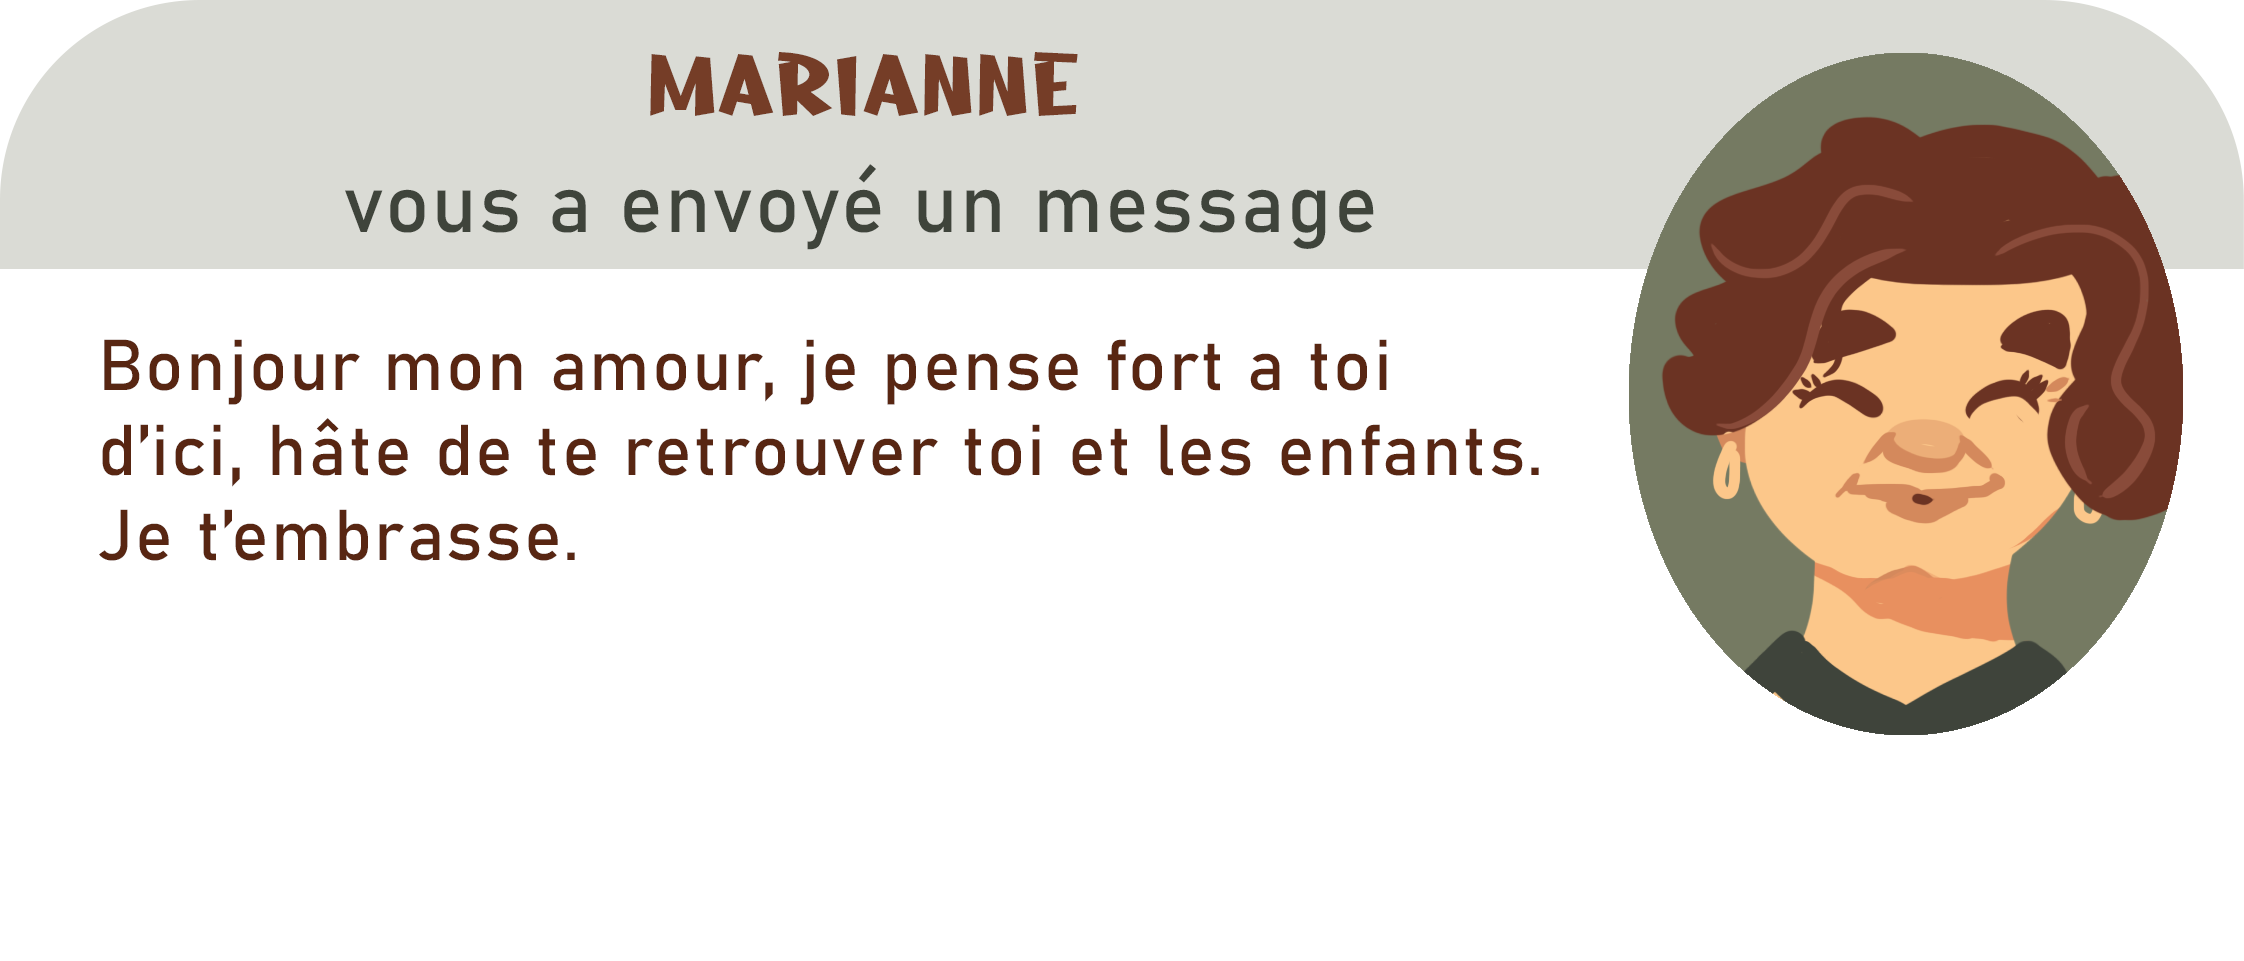 MARIANNE
vous a envoyé un message
Bonjour mon amour, je pense fort a toi
d'ici, hâte de te retrouver toi et les enfants.
Je t'embrasse.